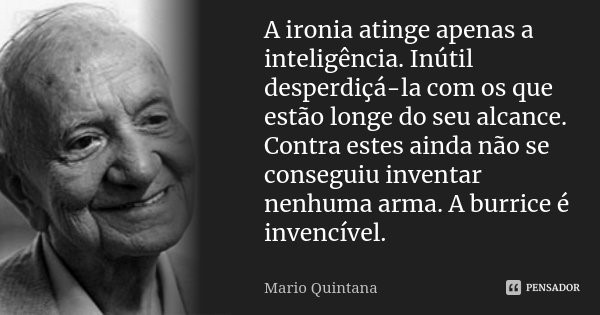 A ironia atinge apenas a
inteligência. Inútil
desperdiçá-la com os que
estão longe do seu alcance.
Contra estes ainda não se
conseguiu inventar
nenhuma arma. A burrice é
invencível.
Mario Quintana
PENSADOR